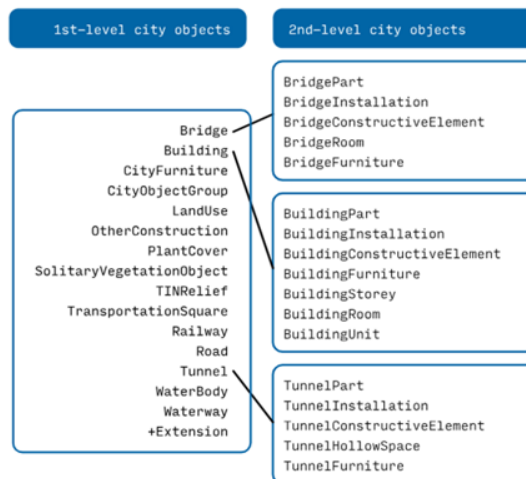 1st-level city objects
2nd-level city objects
Bridge
Building
CityFurniture
CityObjectGroup
LandUse
OtherConstruction
PlantCover
SolitaryVegetationObject
TINRelief
TransportationSquare
Railway
Road
Tunnel
WaterBody
Waterway
+Extension
BridgePart
BridgeInstallation
BridgeConstructiveElement
BridgeRoom
BridgeFurniture
BuildingPart
BuildingInstallation
BuildingConstructiveElement
BuildingFurniture
BuildingStorey
BuildingRoom
BuildingUnit
TunnelPart
TunnelInstallation
TunnelConstructiveElement
TunnelHollowSpace
TunnelFurniture